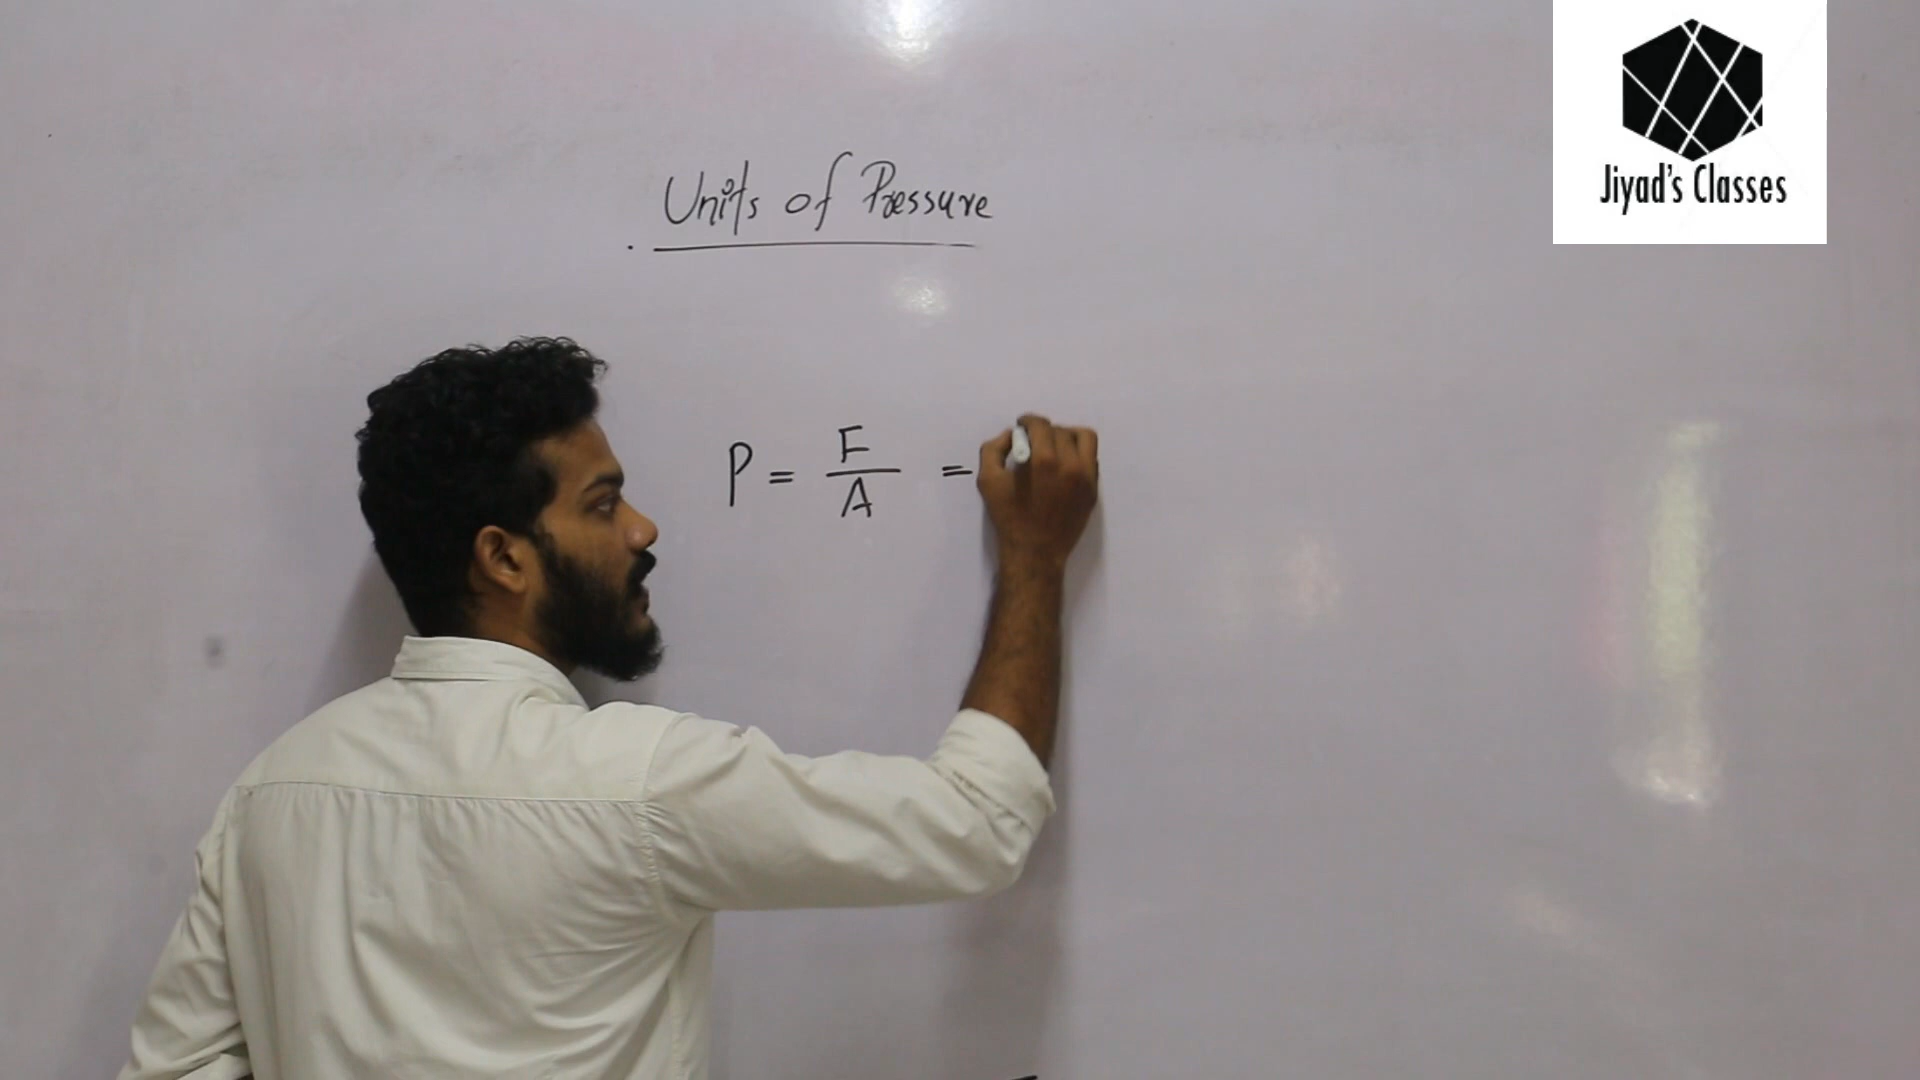 Units of Pressure
P = F/A =
Jiyad's Classes